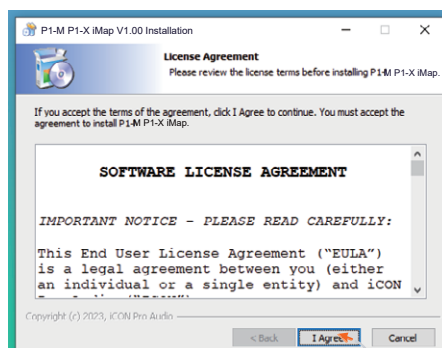 P1-M P1-X iMap V1.00 Installation
License Agreement
Please review the license terms before installing P1-M P1-X iMap.
If you accept the terms of the agreement, click I Agree to continue. You must accept the
agreement to install P1-M P1-X iMap.
SOFTWARE LICENSE AGREEMENT
IMPORTANT NOTICE – PLEASE READ CAREFULLY:
This End User License Agreement (“EULA”)
is a legal agreement between you (either
an individual or a single entity) and iCON
Copyright (c) 2023, iCON Pro Audio
< Back
I Agree
Cancel